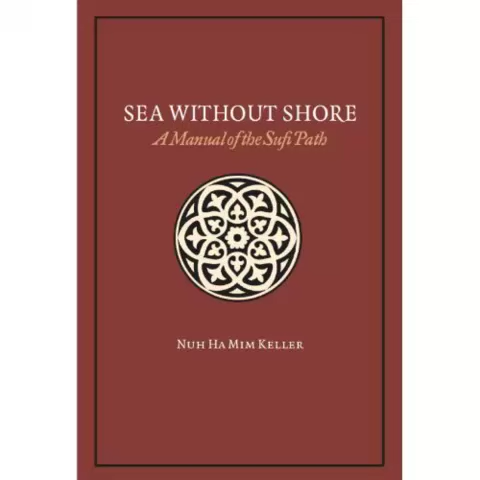 SEA WITHOUT SHORE
A Manual of the Sufi Path
NUH HA MIM KELLER